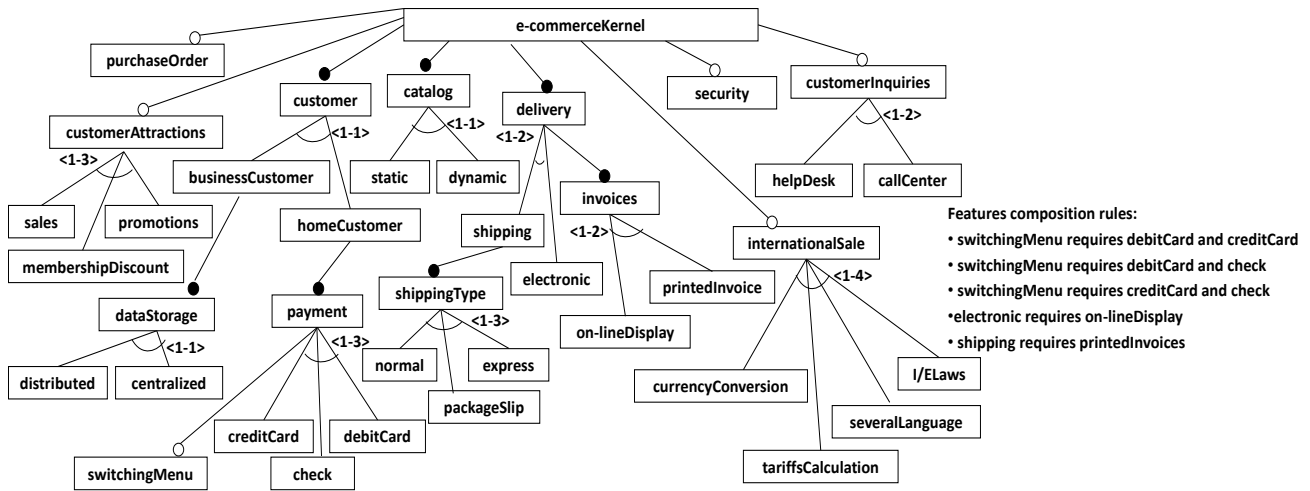 e-commerceKernel
purchaseOrder
customerInquiries
security
customer
catalog
delivery
customerAttractions
<1-1>
<1-1>
<1-2>
<1-2>
<1-3>
businessCustomer
static
dynamic
helpDesk
callCenter
invoices
sales
promotions
homeCustomer
shipping
<1-2>
internationalSale
membershipDiscount
electronic
printedInvoice
<1-4>
shippingType
dataStorage
payment
<1-3>
on-lineDisplay
<1-1>
<1-3>
normal
express
distributed
centralized
currencyConversion
I/ELaws
packageSlip
creditCard
debitCard
severalLanguage
switchingMenu
check
tariffsCalculation
Features composition rules:
• switchingMenu requires debitCard and creditCard
• switchingMenu requires debitCard and check
• switchingMenu requires creditCard and check
•electronic requires on-lineDisplay
• shipping requires printedInvoices